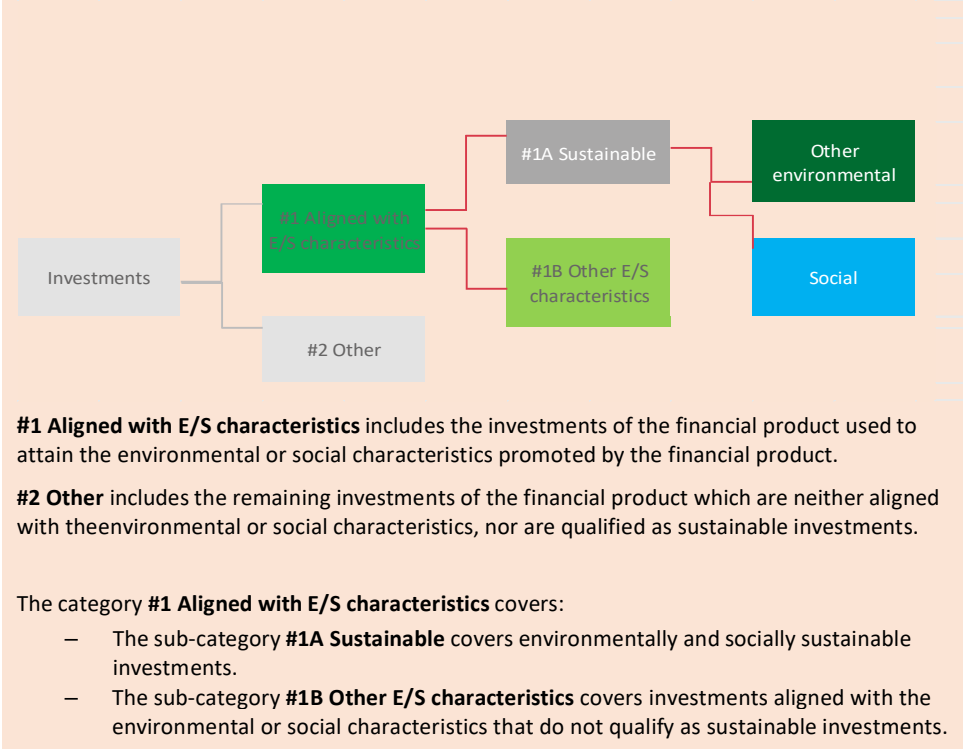 Investments
#1 Aligned with
E/S characteristics
#2 Other
#1A Sustainable
#1B Other E/S
characteristics
Other
environmental
Social
#1 Aligned with E/S characteristics includes the investments of the financial product used to
attain the environmental or social characteristics promoted by the financial product.
#2 Other includes the remaining investments of the financial product which are neither aligned
with theenvironmental or social characteristics, nor are qualified as sustainable investments.
The category #1 Aligned with E/S characteristics covers:
– The sub-category #1A Sustainable covers environmentally and socially sustainable
investments.
– The sub-category #1B Other E/S characteristics covers investments aligned with the
environmental or social characteristics that do not qualify as sustainable investments.